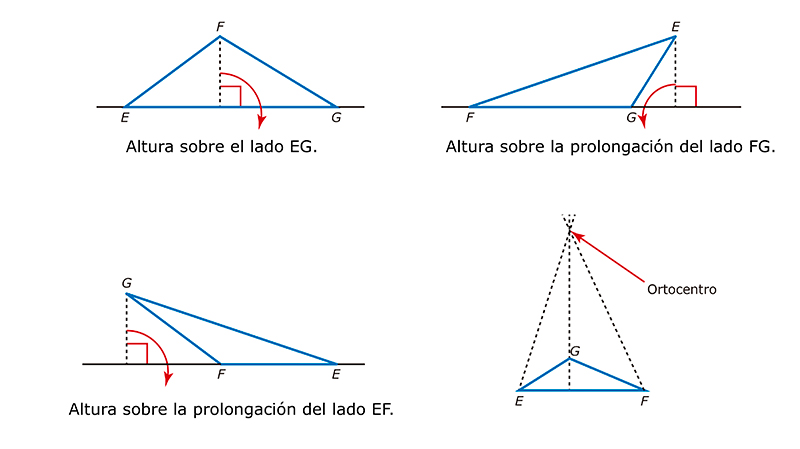 F
E G
Altura sobre el lado EG.
E
F G
Altura sobre la prolongación del lado FG.
G
F E
Altura sobre la prolongación del lado EF.
Ortocentro
G
E F